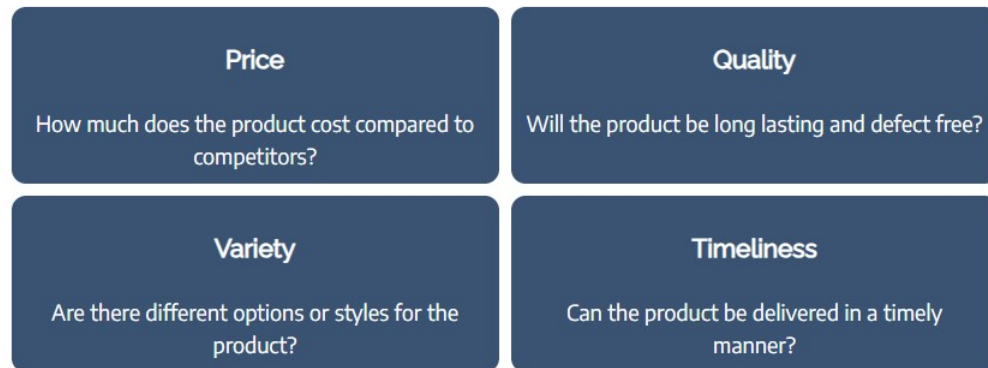 Price
How much does the product cost compared to
competitors?
Quality
Will the product be long lasting and defect free?
Variety
Are there different options or styles for the
product?
Timeliness
Can the product be delivered in a timely
manner?